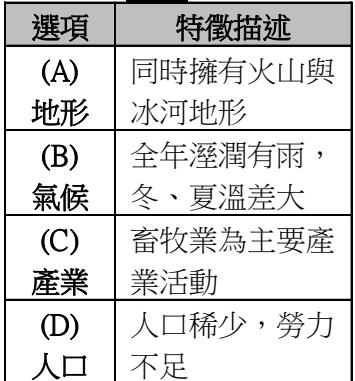 選項 特徵描述
(A) 同時擁有火山與
地形 冰河地形
(B) 全年溼潤有雨，
氣候 冬、夏溫差大
(C) 畜牧業為主要產
產業 業活動
(D) 人口稀少，勞力
人口 不足